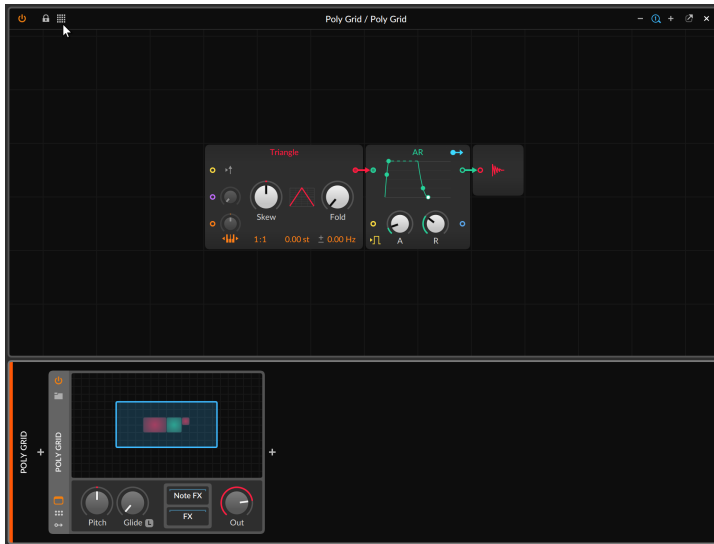 Poly Grid / Poly Grid
Triangle
AR
Skew
Fold
A
R
1:1
0.00 st
± 0.00 Hz
POLY GRID
POLY GRID
Note FX
FX
Pitch
Glide L
Out